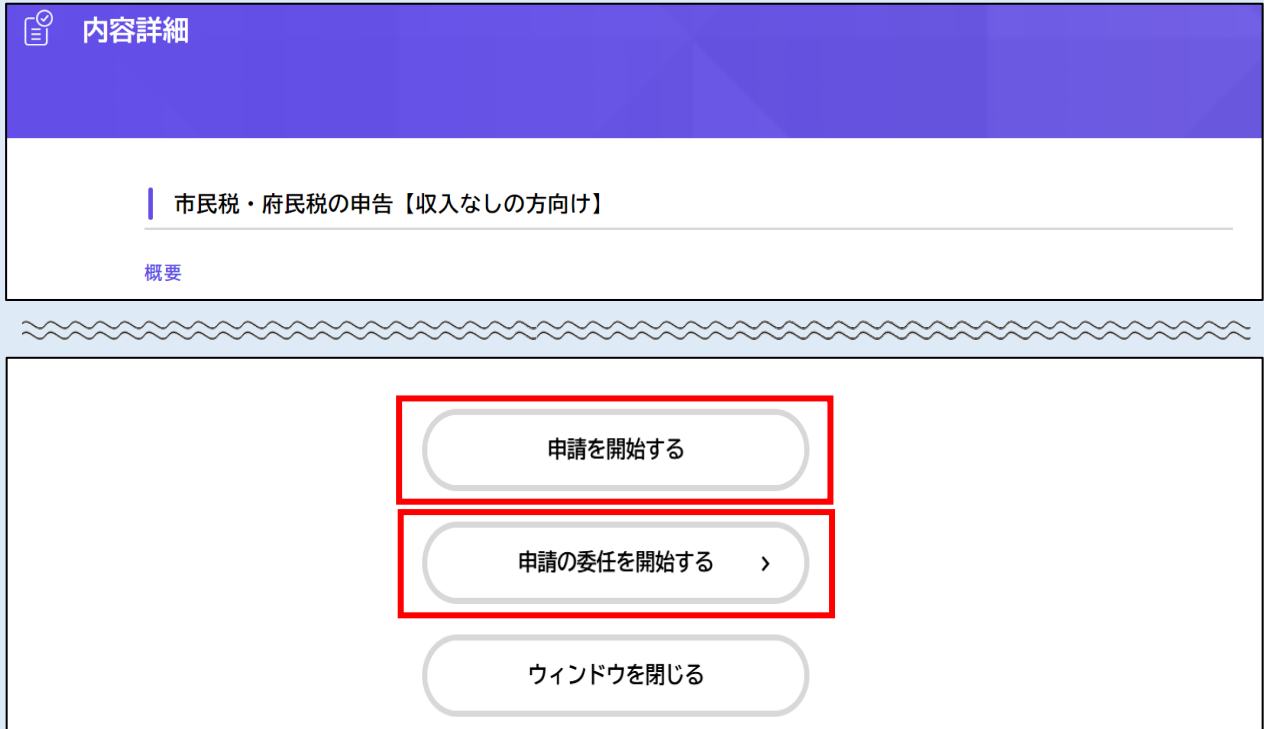 内容詳細
市民税・府民税の申告【収入なしの方向け】
概要
申請を開始する
申請の委任を開始する ›
ウィンドウを閉じる